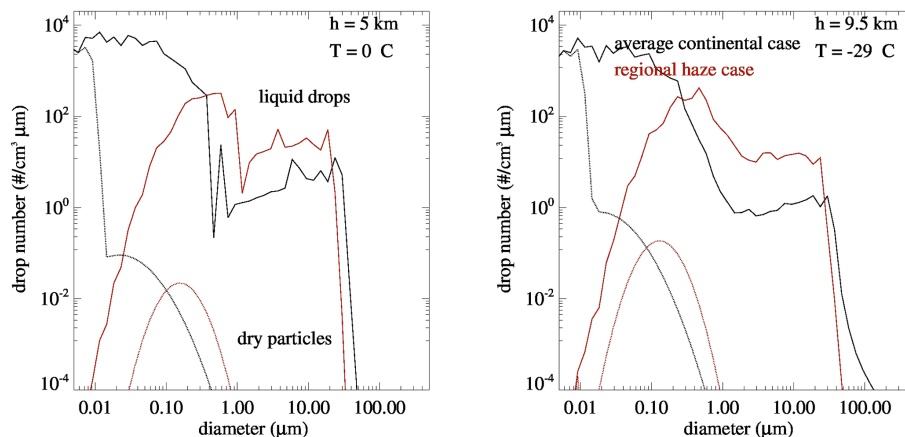 h = 5 km
T = 0 C
liquid drops
dry particles
drop number (#/cm³ μm)
10⁴
10²
10⁰
10⁻²
10⁻⁴
0.01 0.10 1.00 10.00 100.00
diameter (μm)
h = 9.5 km
average continental case
T = -29 C
regional haze case
drop number (#/cm³ μm)
10⁴
10²
10⁰
10⁻²
10⁻⁴
0.01 0.10 1.00 10.00 100.00
diameter (μm)